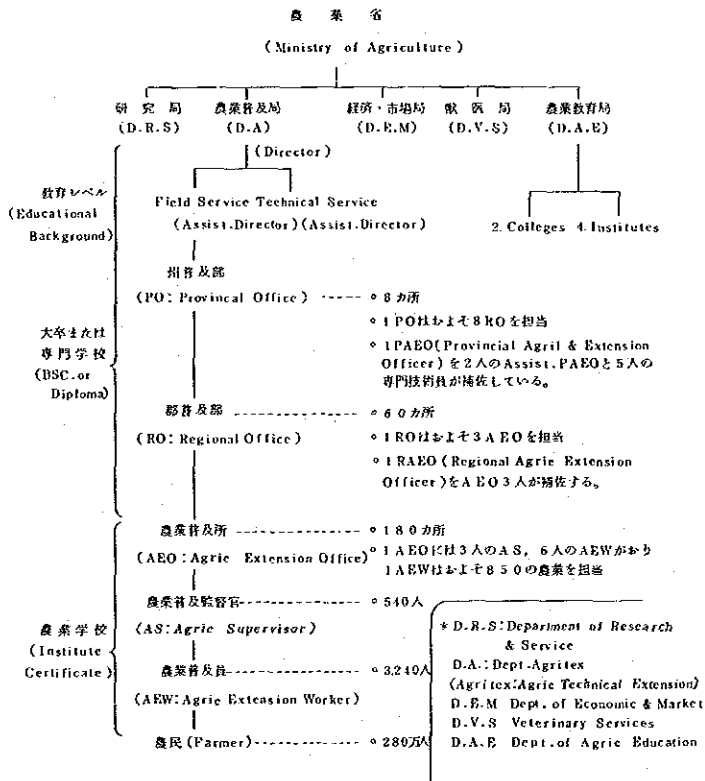 農業省
(Ministry of Agriculture)
研究局 農業普及局 経済・市場局 獣医局 農業教育局
(D.R.S) (D.A) (D.E.M) (D.V.S) (D.A.E)
(Director)
教育レベル
(Educational
Background)
Field Service Technical Service
(Assist.Director)(Assist.Director)
2. Colleges 4. Institutes
州普及部
(PO: Provincal Office) ------ ° 8カ所
° 1POはおよそ8ROを担当
° 1PAEO(Provincial Agril & Extension
Officer)を2人のAssist.PAEOと5人の
専門技術員が補佐している。
大卒または
専門学校
(BSC.or
Diploma)
郡普及部 -------------- ° 60カ所
(RO: Regional Office) ° 1ROはおよそ3AEOを担当
° 1RAEO(Regional Agric Extension
Officer)をAEO3人が補佐する。
農業普及所 ---------------- ° 180カ所
(AEO:Agric Extension Office) ° 1AEOには3人のAS, 6人のAEWがおり
1AEWはおよそ850の農業を担当
農業普及監督官 ------------ ° 540人
(AS:Agric Supervisor)
農業学校
(Institute
Certificate)
農業普及員 ---------------- ° 3,240人
(AEW:Agric Extension Worker)
農民(Farmer) -------------- ° 280万人
* D.R.S:Department of Research
& Service
D.A.:Dept.Agritex
(Agritex:Agric Technical Extension)
D.E.M Dept. of Economic & Market
D.V.S Veterinary Services
D.A.E Dept.of Agric Education